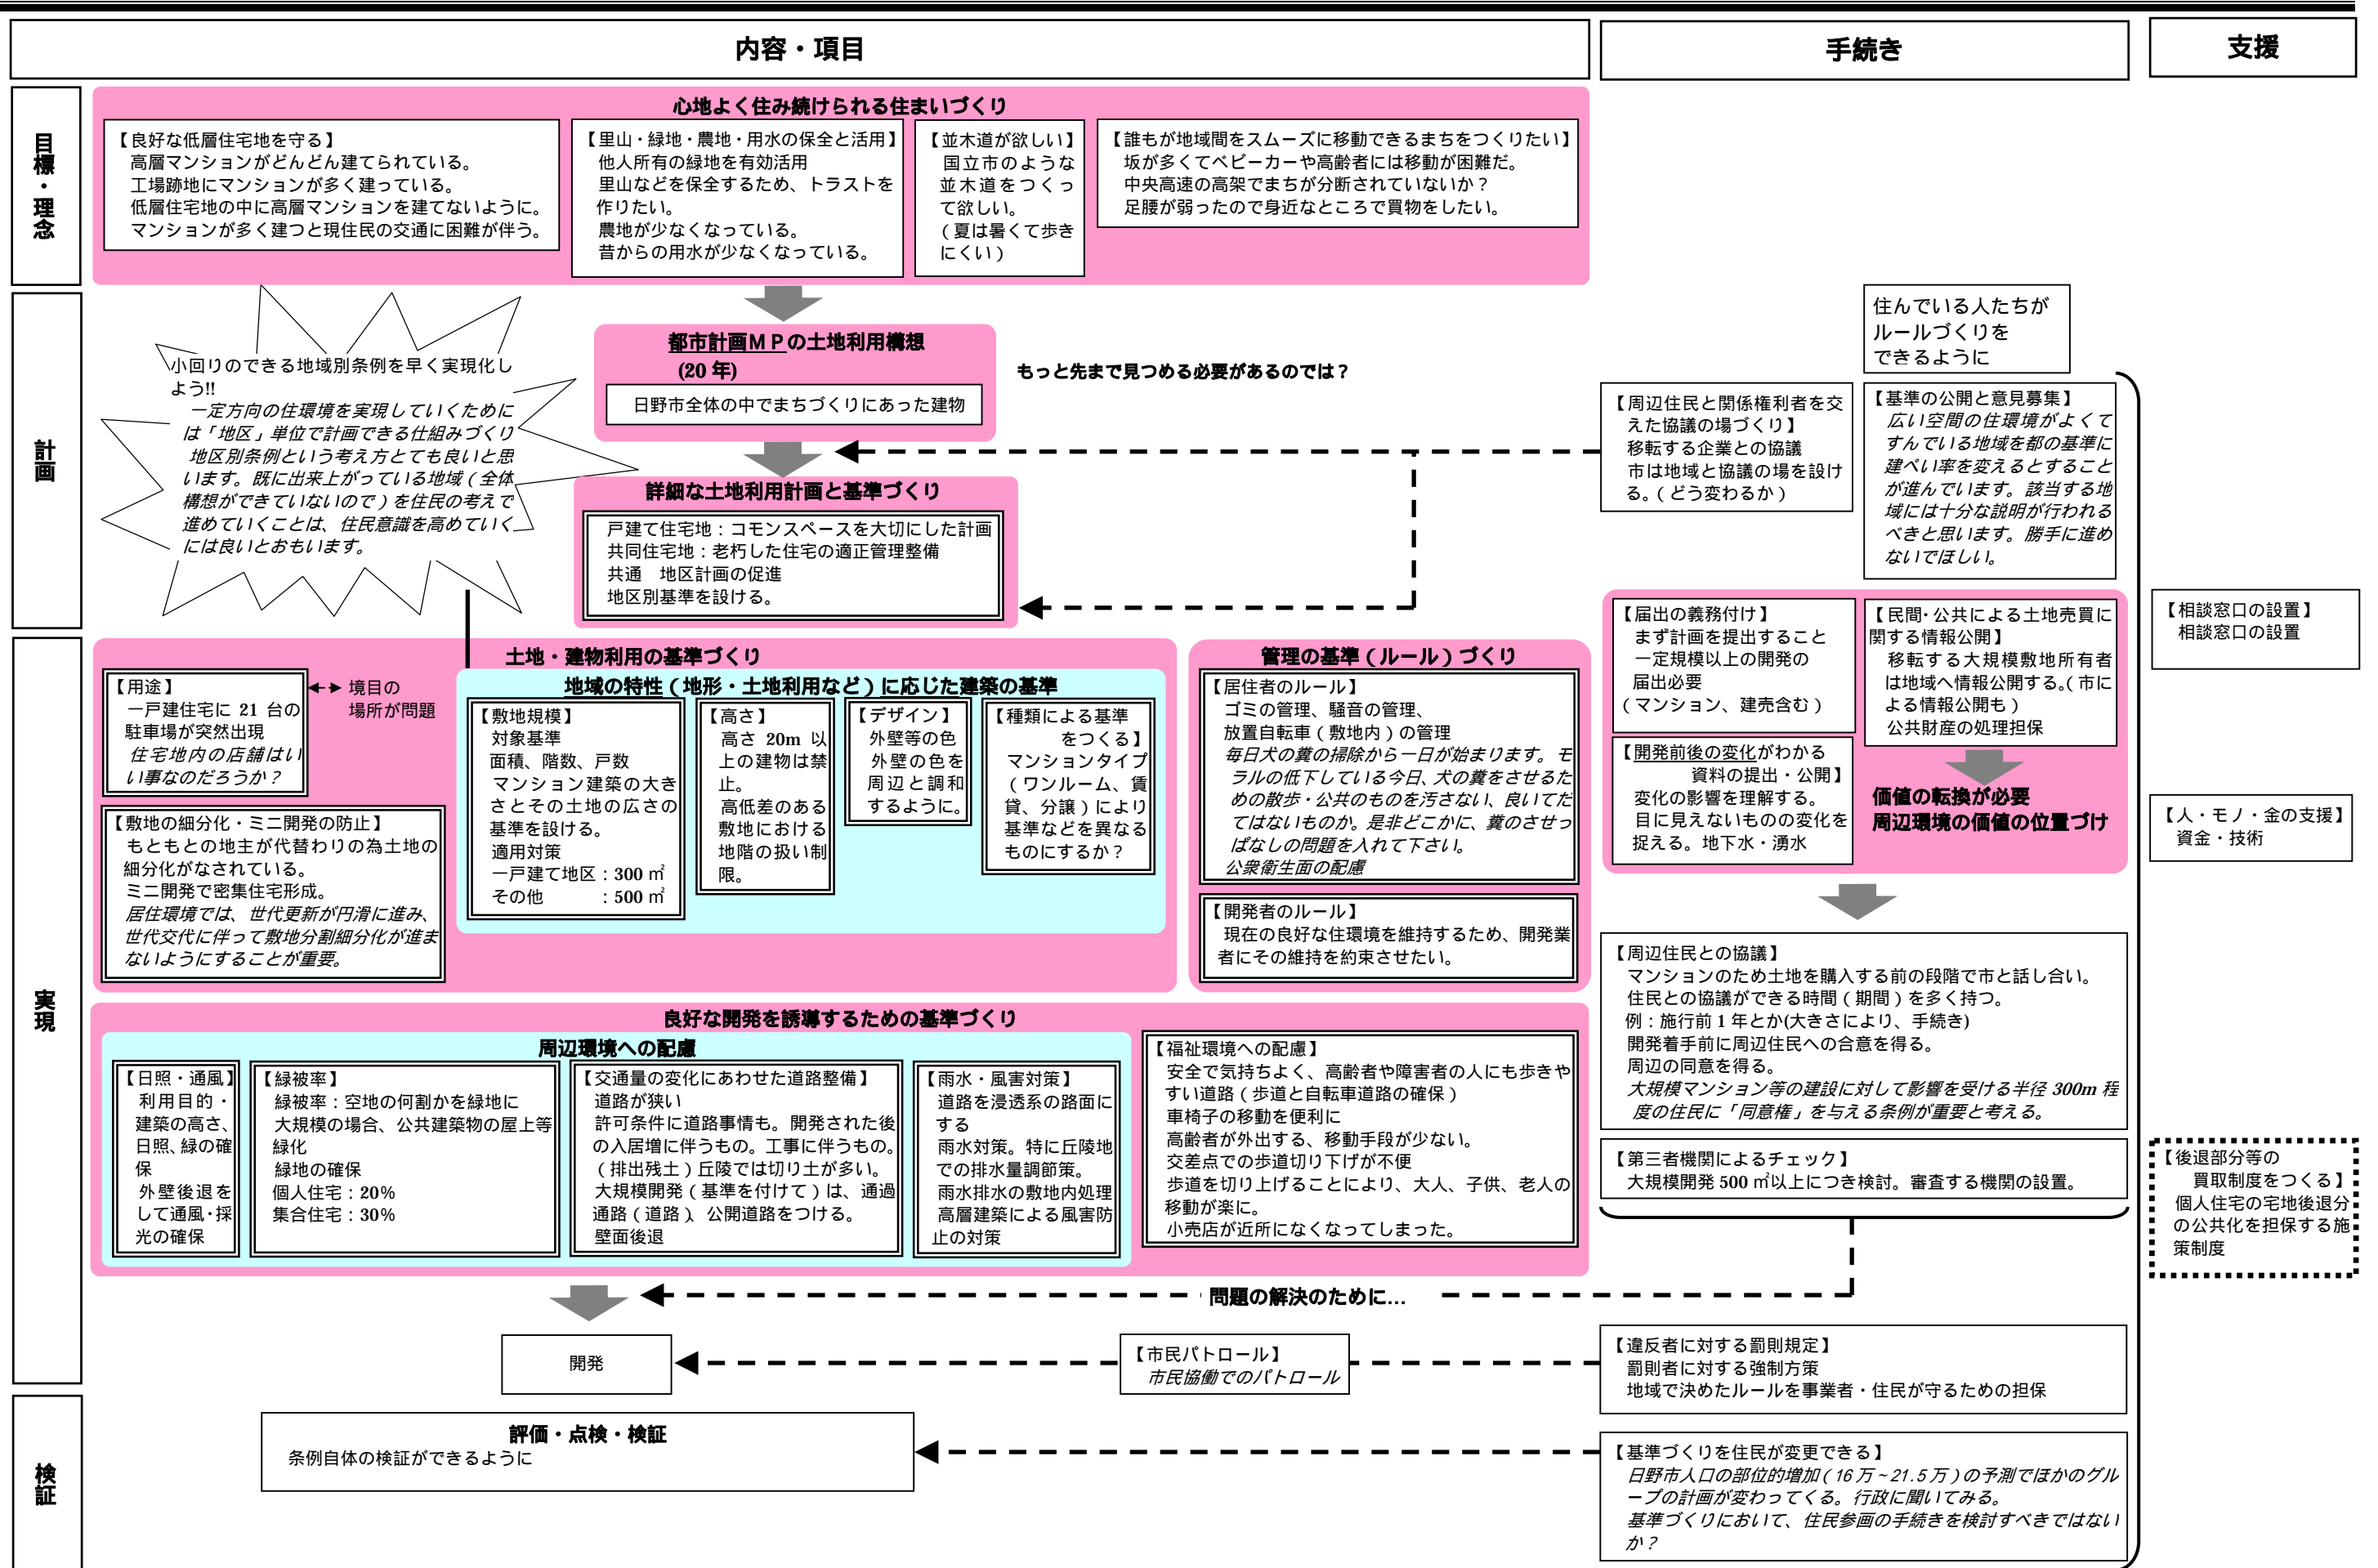 内容・項目
手続き
支援
目標・理念
心地よく住み続けられる住まいづくり
【良好な低層住宅地を守る】
高層マンションがどんどん建てられている。
工場跡地にマンションが多く建っている。
低層住宅地の中に高層マンションを建てないように。
マンションが多く建つと現住民の交通に困難が伴う。
【里山・緑地・農地・用水の保全と活用】
他人所有の緑地を有効活用
里山などを保全するため、トラストを
作りたい。
農地が少なくなっている。
昔からの用水が少なくなっている。
【並木道が欲しい】
国立市のような
並木道をつくっ
て欲しい。
(夏は暑くて歩き
にくい)
【誰もが地域間をスムーズに移動できるまちをつくりたい】
坂が多くてベビーカーや高齢者には移動が困難だ。
中央高速の高架でまちが分断されていないか?
足腰が弱ったので身近なところで買物をしたい。
計画
小回りのできる地域別条例を早く実現化し
よう!!
一定方向の住環境を実現していくために
は「地区」単位で計画できる仕組みづくり
地区別条例という考え方とても良いと思
います。既に出来上がっている地域(全体
構想ができていないので)を住民の考えで
進めていくことは、住民意識を高めていく
には良いとおもいます。
都市計画MPの土地利用構想
(20年)
日野市全体の中でまちづくりにあった建物
もっと先まで見つめる必要があるのでは?
詳細な土地利用計画と基準づくり
戸建て住宅地:コモンスペースを大切にした計画
共同住宅地:老朽した住宅の適正管理整備
共通 地区計画の促進
地区別基準を設ける。
住んでいる人たちが
ルールづくりを
できるように
【周辺住民と関係権利者を交
えた協議の場づくり】
移転する企業との協議
市は地域と協議の場を設け
る。(どう変わるか)
【基準の公開と意見募集】
広い空間の住環境がよくて
すんでいる地域を都の基準に
建ぺい率を変えるとすること
が進んでいます。該当する地
域には十分な説明が行われる
べきと思います。勝手に進め
ないでほしい。
実現
土地・建物利用の基準づくり
【用途】
一戸建住宅に 21 台の
駐車場が突然出現
住宅地内の店舗はい
い事なのだろうか?
境目の
場所が問題
【敷地の細分化・ミニ開発の防止】
もともとの地主が代替わりの為土地の
細分化がなされている。
ミニ開発で密集住宅形成。
居住環境では、世代更新が円滑に進み、
世代交代に伴って敷地分割細分化が進ま
ないようにすることが重要。
地域の特性(地形・土地利用など)に応じた建築の基準
【敷地規模】
対象基準
面積、階数、戸数
マンション建築の大き
さとその土地の広さの
基準を設ける。
適用対策
一戸建て地区:300 ㎡
その他 :500 ㎡
【高さ】
高さ 20m 以
上の建物は禁
止。
高低差のある
敷地における
地階の扱い制
限。
【デザイン】
外壁等の色
外壁の色を
周辺と調和
するように。
【種類による基準
をつくる】
マンションタイプ
(ワンルーム、賃
貸、分譲)により
基準などを異なる
ものにするか?
管理の基準(ルール)づくり
【居住者のルール】
ゴミの管理、騒音の管理、
放置自転車(敷地内)の管理
毎日犬の糞の掃除から一日が始まります。モ
ラルの低下している今日、犬の糞をさせるた
めの散歩・公共のものを汚さない、良いてだ
てはないものか。是非どこかに、糞のさせっ
ぱなしの問題を入れて下さい。
公衆衛生面の配慮
【開発者のルール】
現在の良好な住環境を維持するため、開発業
者にその維持を約束させたい。
【届出の義務付け】
まず計画を提出すること
一定規模以上の開発の
届出必要
(マンション、建売含む)
【民間・公共による土地売買に
関する情報公開】
移転する大規模敷地所有者
は地域へ情報公開する。(市に
よる情報公開も)
公共財産の処理担保
【開発前後の変化がわかる
資料の提出・公開】
変化の影響を理解する。
目に見えないものの変化を
捉える。地下水・湧水
価値の転換が必要
周辺環境の価値の位置づけ
【相談窓口の設置】
相談窓口の設置
【人・モノ・金の支援】
資金・技術
良好な開発を誘導するための基準づくり
周辺環境への配慮
【日照・通風】
利用目的・
建築の高さ、
日照、緑の確
保
外壁後退を
して通風・採
光の確保
【緑被率】
緑被率:空地の何割かを緑地に
大規模の場合、公共建築物の屋上等
緑化
緑地の確保
個人住宅:20%
集合住宅:30%
【交通量の変化にあわせた道路整備】
道路が狭い
許可条件に道路事情も。開発された後
の入居増に伴うもの。工事に伴うもの。
(排出残土)丘陵では切り土が多い。
大規模開発(基準を付けて)は、通過
通路(道路)、公開道路をつける。
壁面後退
【雨水・風害対策】
道路を浸透系の路面に
する
雨水対策。特に丘陵地
での排水量調節策。
雨水排水の敷地内処理
高層建築による風害防
止の対策
【福祉環境への配慮】
安全で気持ちよく、高齢者や障害者の人にも歩きや
すい道路(歩道と自転車道路の確保)
車椅子の移動を便利に
高齢者が外出する、移動手段が少ない。
交差点での歩道切り下げが不便
歩道を切り上げることにより、大人、子供、老人の
移動が楽に。
小売店が近所になくなってしまった。
【周辺住民との協議】
マンションのため土地を購入する前の段階で市と話し合い。
住民との協議ができる時間(期間)を多く持つ。
例:施行前1年とか(大きさにより、手続き)
開発着手前に周辺住民への合意を得る。
周辺の同意を得る。
大規模マンション等の建設に対して影響を受ける半径 300m 程
度の住民に「同意権」を与える条例が重要と考える。
【第三者機関によるチェック】
大規模開発 500 ㎡以上につき検討。審査する機関の設置。
【後退部分等の
買取制度をつくる】
個人住宅の宅地後退分
の公共化を担保する施
策制度
問題の解決のために…
開発
【市民パトロール】
市民協働でのパトロール
【違反者に対する罰則規定】
罰則者に対する強制方策
地域で決めたルールを事業者・住民が守るための担保
検証
評価・点検・検証
条例自体の検証ができるように
【基準づくりを住民が変更できる】
日野市人口の部位的増加(16万~21.5万)の予測でほかのグル
ープの計画が変わってくる。行政に聞いてみる。
基準づくりにおいて、住民参画の手続きを検討すべきではない
か?